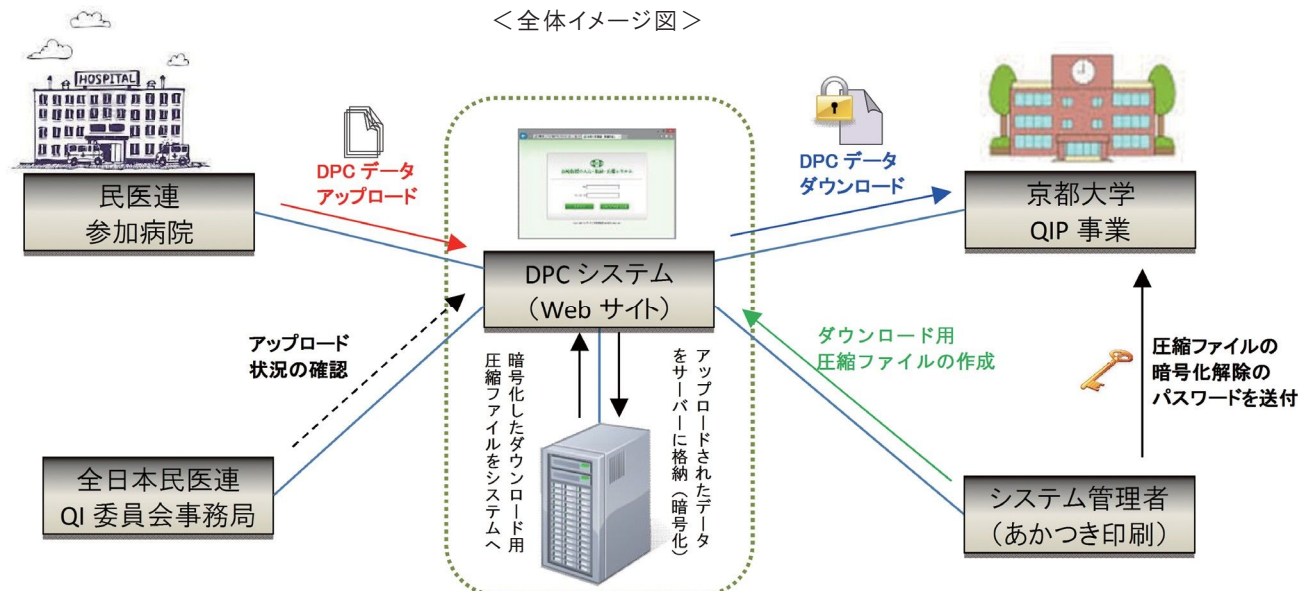 ＜全体イメージ図＞
HOSPITAL
DPC データ
アップロード
民医連
参加病院
DPC データ
ダウンロード
京都大学
QIP 事業
DPC システム
（Web サイト）
アップロード
状況の確認
暗号化したダウンロード用
圧縮ファイルをシステムへ
アップロードされたデータ
をサーバーに格納（暗号化）
ダウンロード用
圧縮ファイルの作成
圧縮ファイルの
暗号化解除の
パスワードを送付
全日本民医連
QI 委員会事務局
システム管理者
（あかつき印刷）